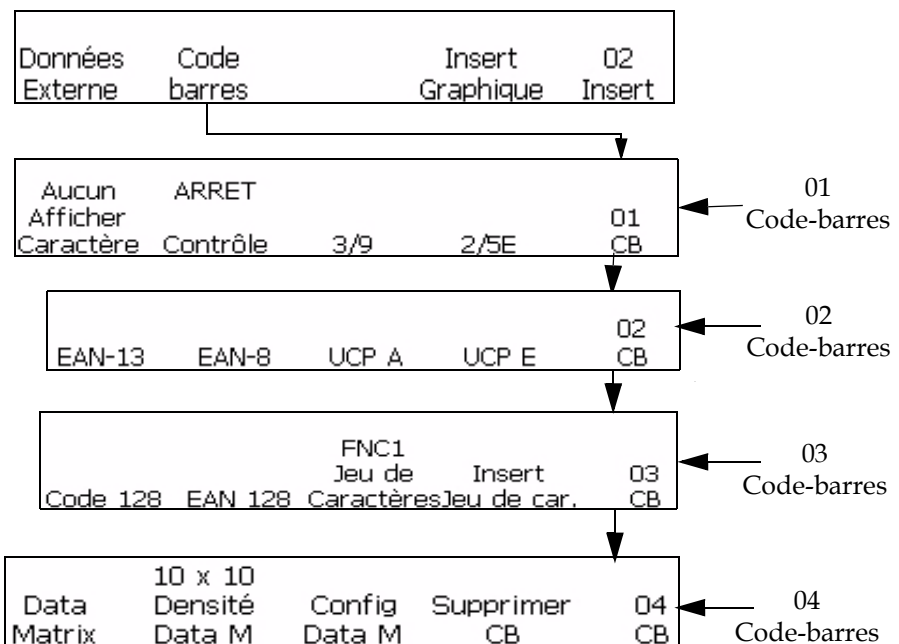 Données Code Insert 02
Externe barres Graphique Insert
Aucun ARRET
Afficher 01
Caractère Contrôle 3/9 2/5E CB
01
Code-barres
02
EAN-13 EAN-8 UCP A UCP E CB
02
Code-barres
FNC1
Jeu de Insert 03
Code 128 EAN 128 Caractères Jeu de car. CB
03
Code-barres
10 x 10
Data Densité Config Supprimer 04
Matrix Data M Data M CB CB
04
Code-barres